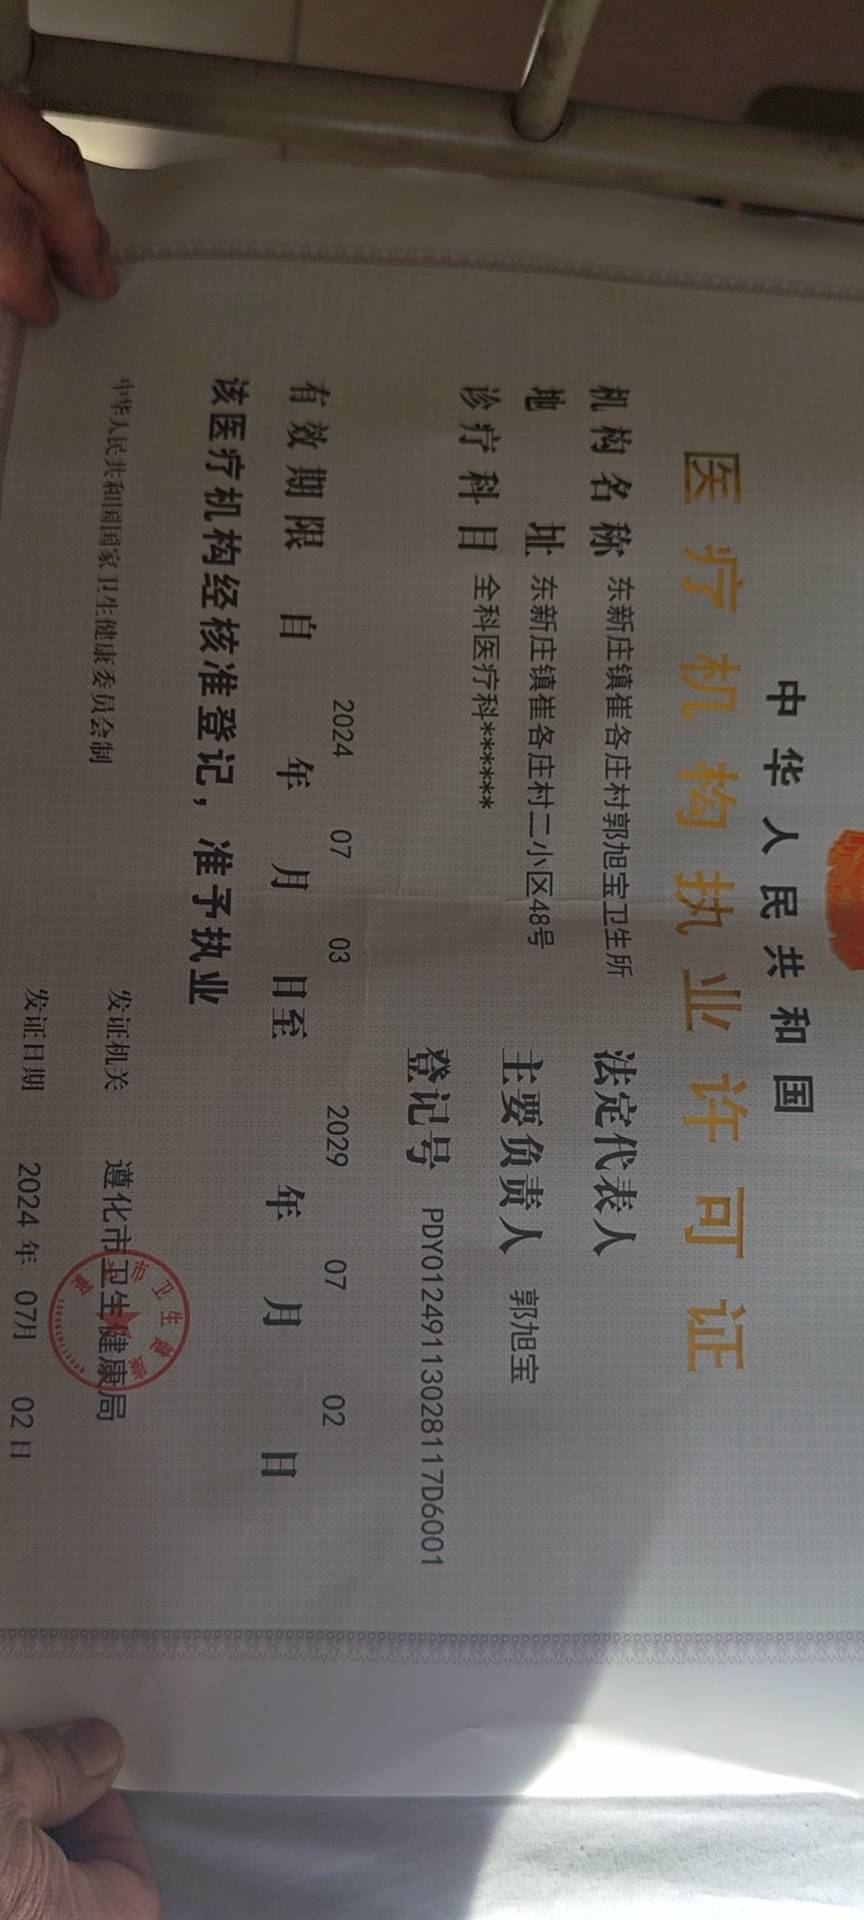 中华人民共和国
医疗机构执业许可证
机构名称 东新庄镇崔各庄村郭旭宝卫生所 法定代表人
地址 东新庄镇崔各庄村二小区48号 主要负责人 郭旭宝
诊疗科目 全科医疗科******
登记号 PDY01249113028117D6001
有效期限 自 2024 年 07 月 03 日至 2029 年 07 月 02 日
该医疗机构经核准登记，准予执业
中华人民共和国国家卫生健康委员会制
发证机关 遵化市卫生健康局
发证日期 2024 年 07月 02 日